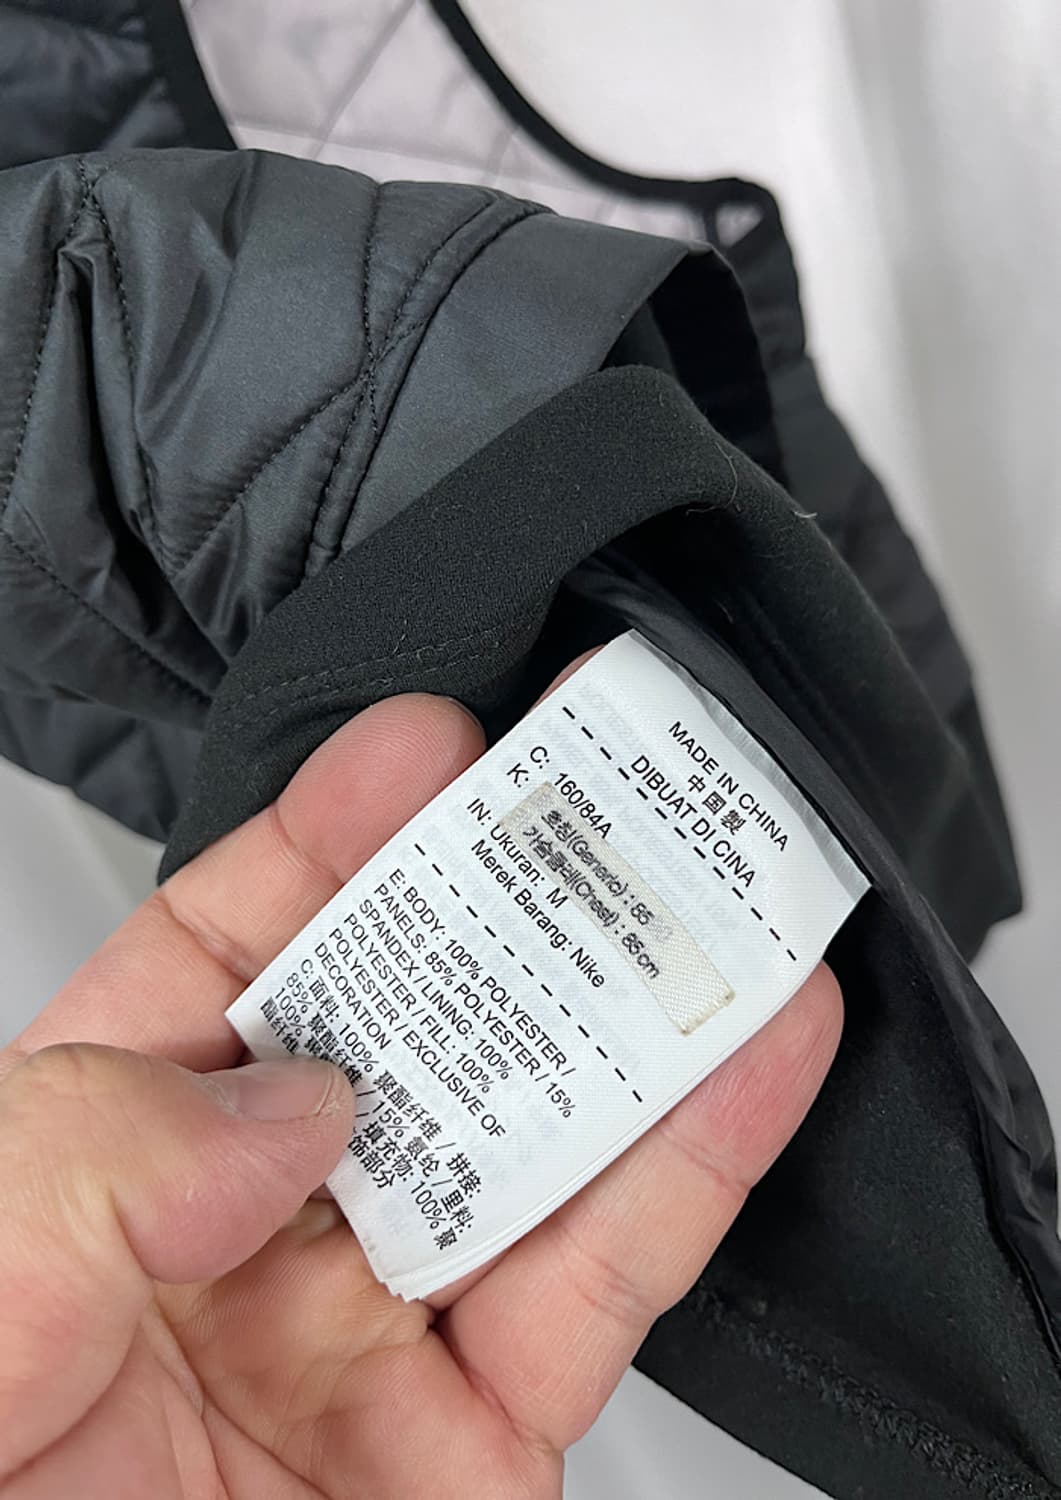 MADE IN CHINA
中国製
DIBUAT DI CINA
C: 160/84A
K: 호칭(Generic) : 85
가슴둘레(Chest) : 85cm
IN: Ukuran: M
Merek Barang: Nike
E: BODY: 100% POLYESTER /
PANELS: 85% POLYESTER / 15%
SPANDEX / LINING: 100%
POLYESTER / FILL: 100%
POLYESTER / EXCLUSIVE OF
DECORATION
C: 面料: 100% 聚酯纤维 / 拼接:
85% 聚酯纤维 / 15% 氨纶 / 里料:
100% 聚 / 填充物: 100% 聚
酯纤维 饰部分